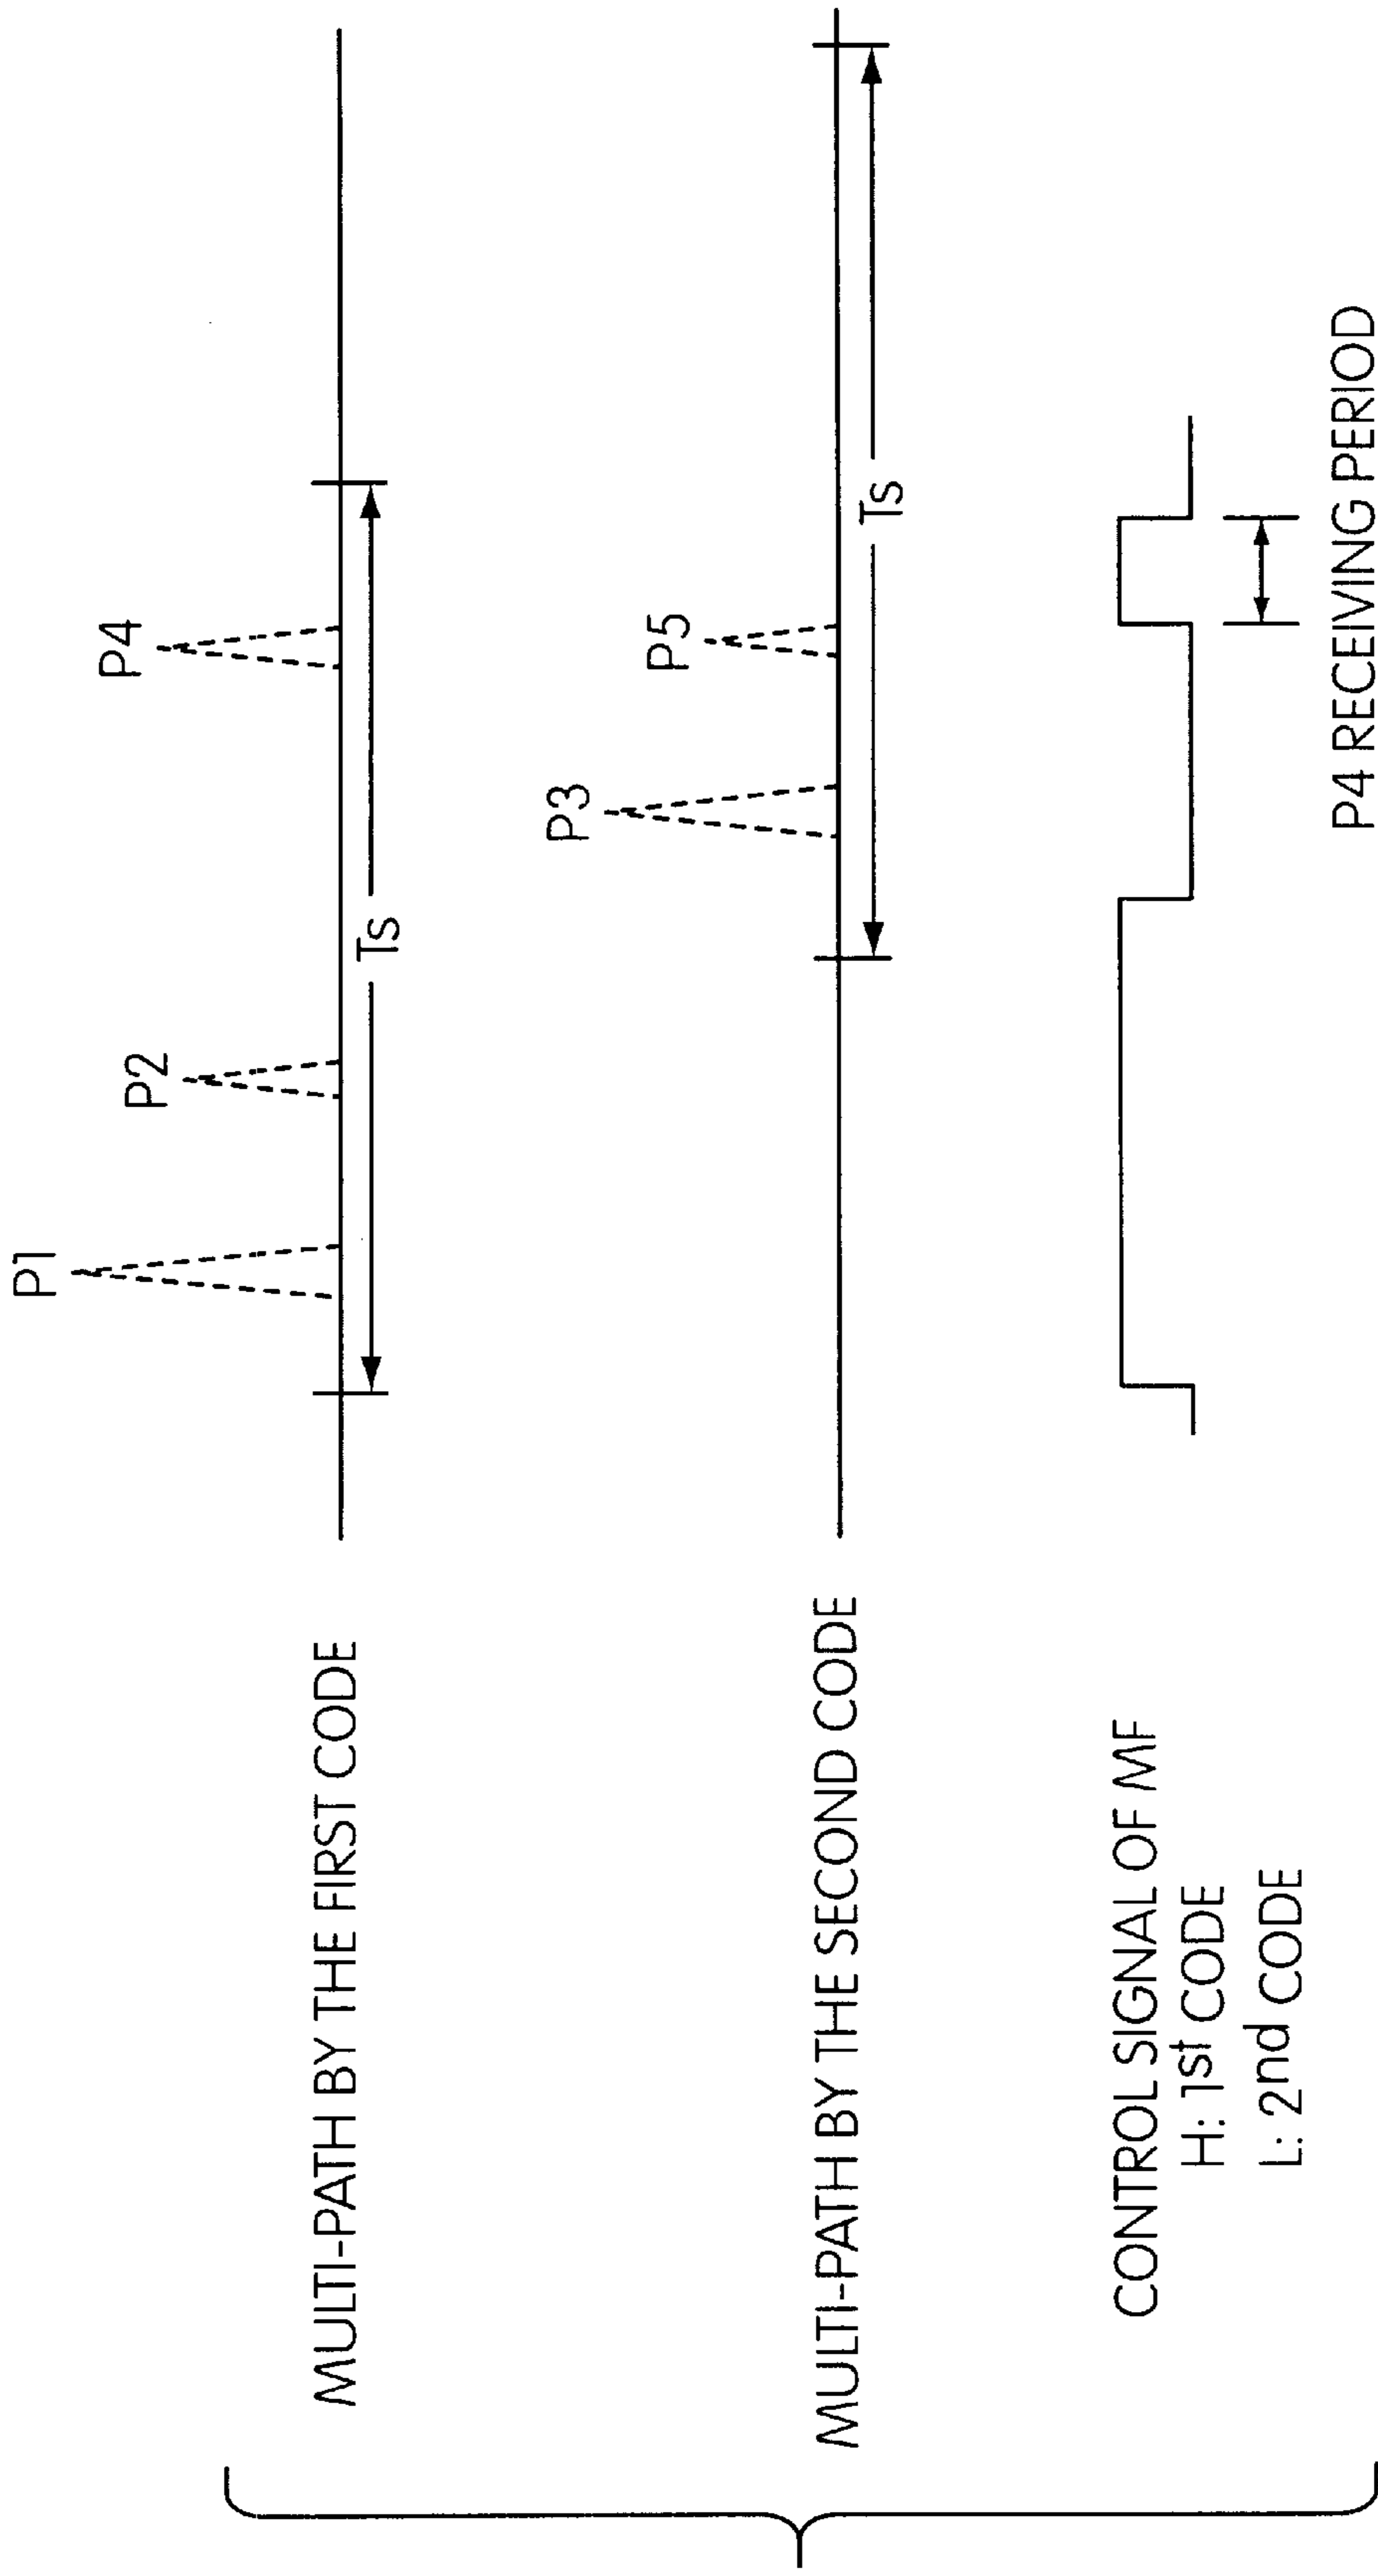 P1
P2
P4
MULTI-PATH BY THE FIRST CODE
Ts
P3
P5
MULTI-PATH BY THE SECOND CODE
Ts
CONTROL SIGNAL OF MF
H: 1st CODE
L: 2nd CODE
P4 RECEIVING PERIOD